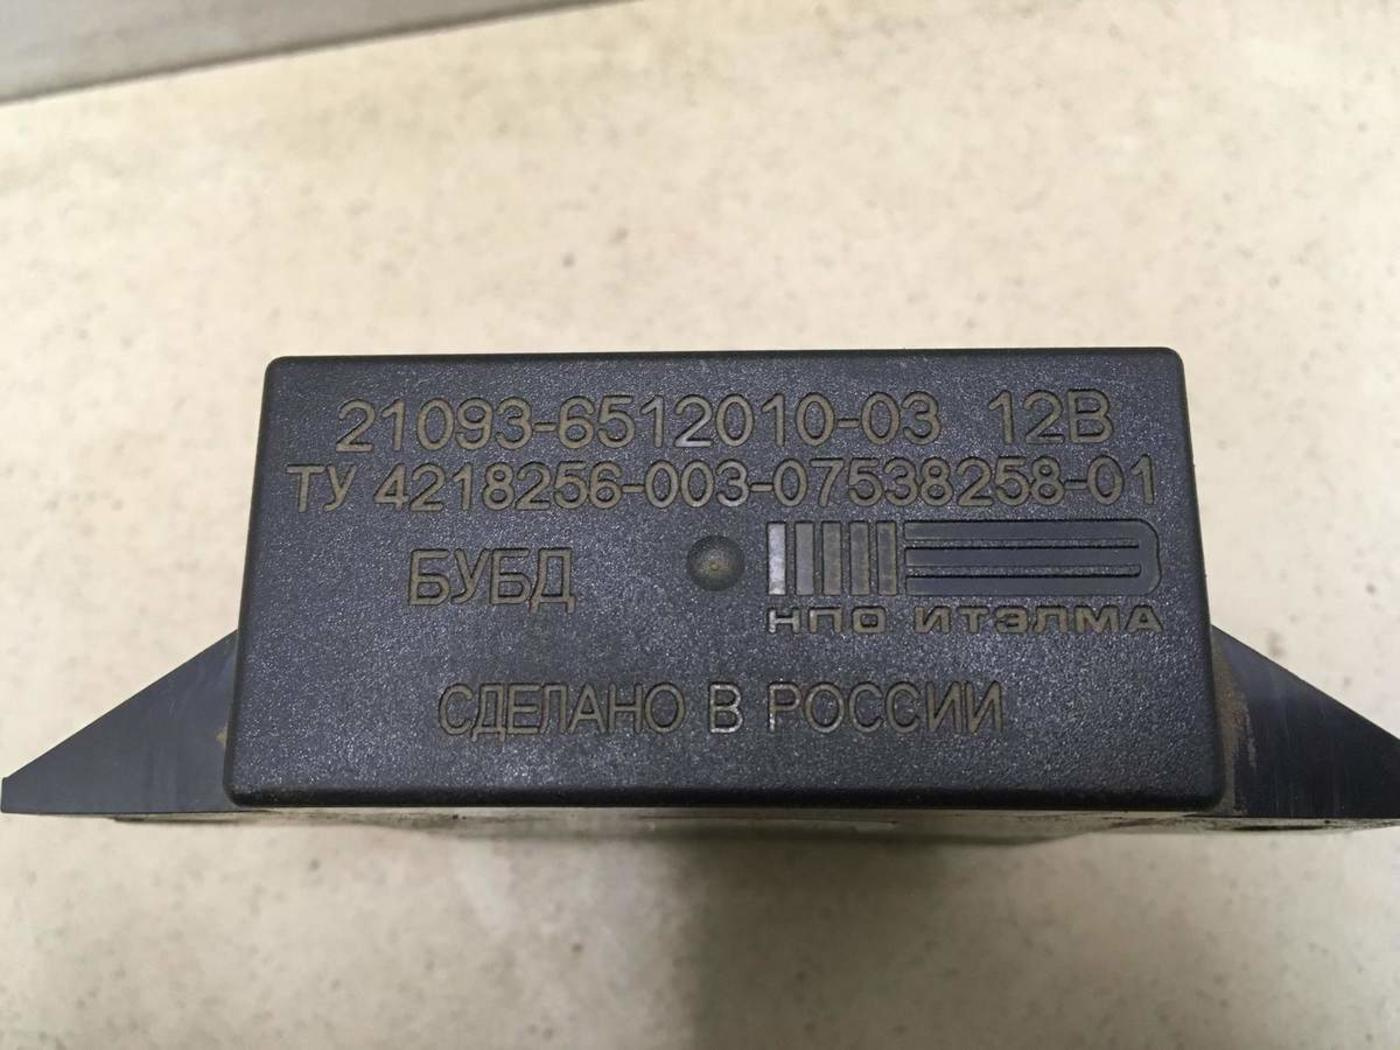 21093-6512010-03 12В
ТУ 4218256-003-07538258-01
БУБД
НПО ИТЭЛМА
СДЕЛАНО В РОССИИ